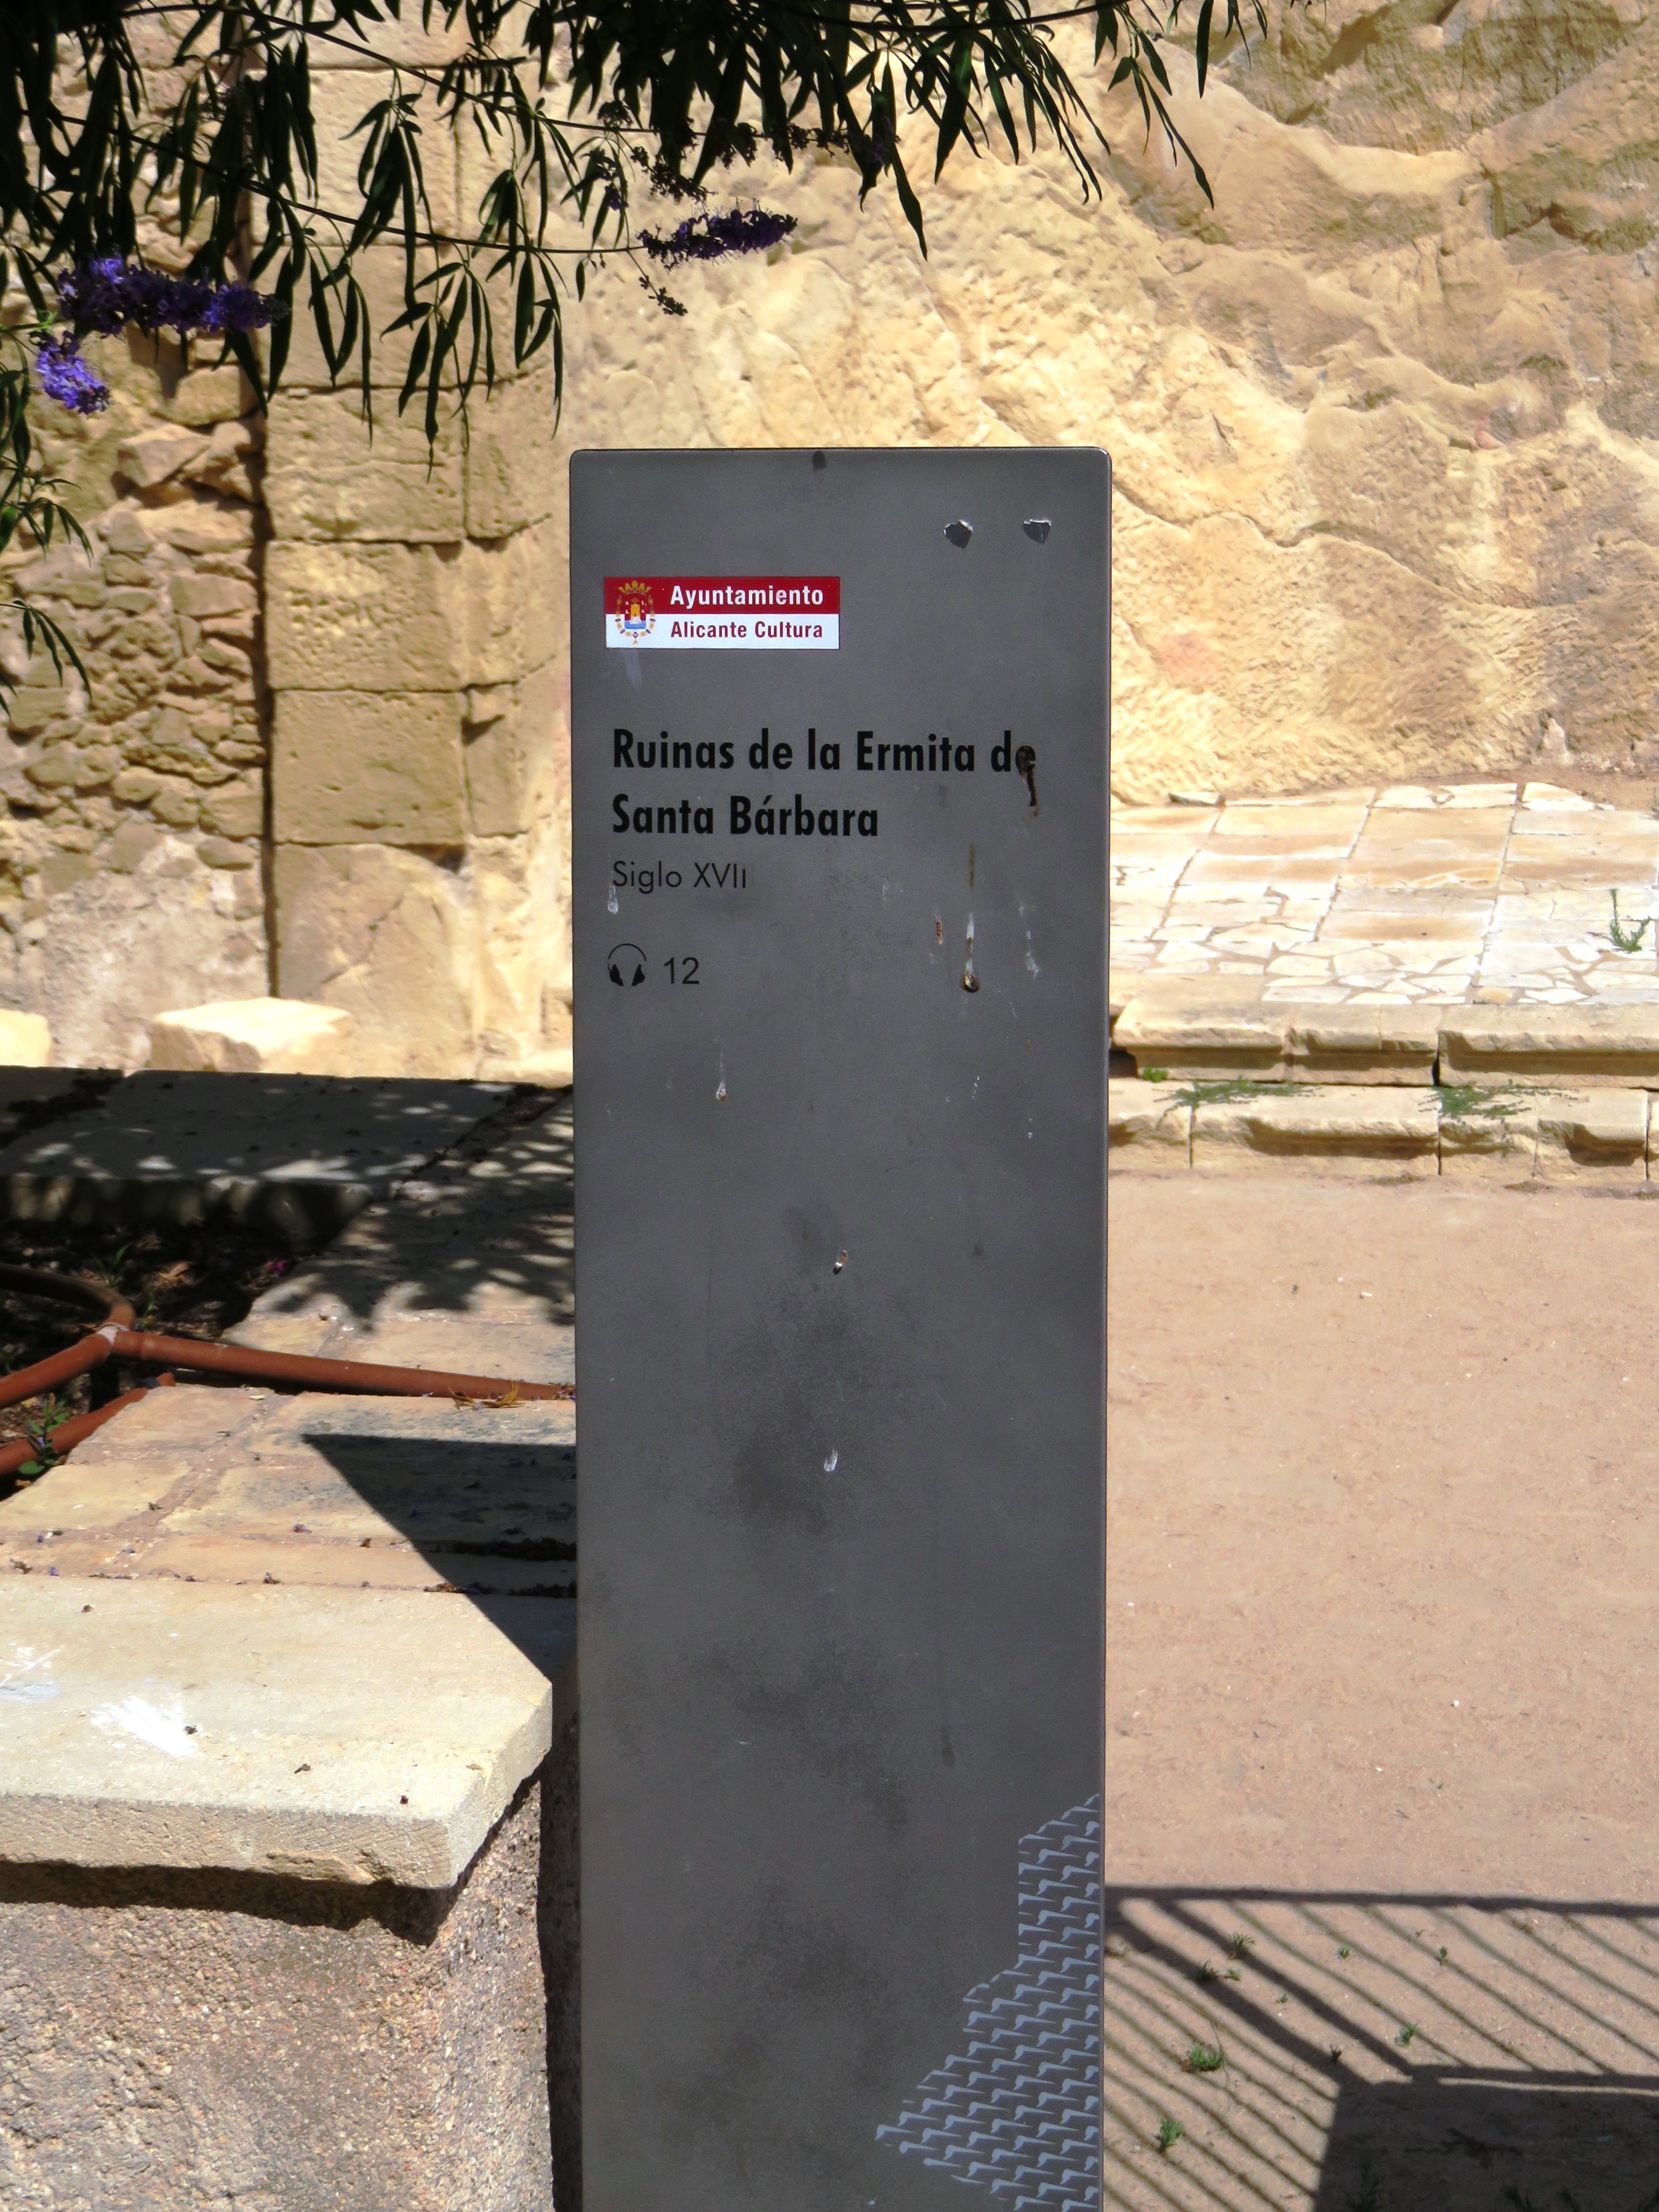 Ayuntamiento
Alicante Cultura
Ruinas de la Ermita de
Santa Bárbara
Siglo XVII
12